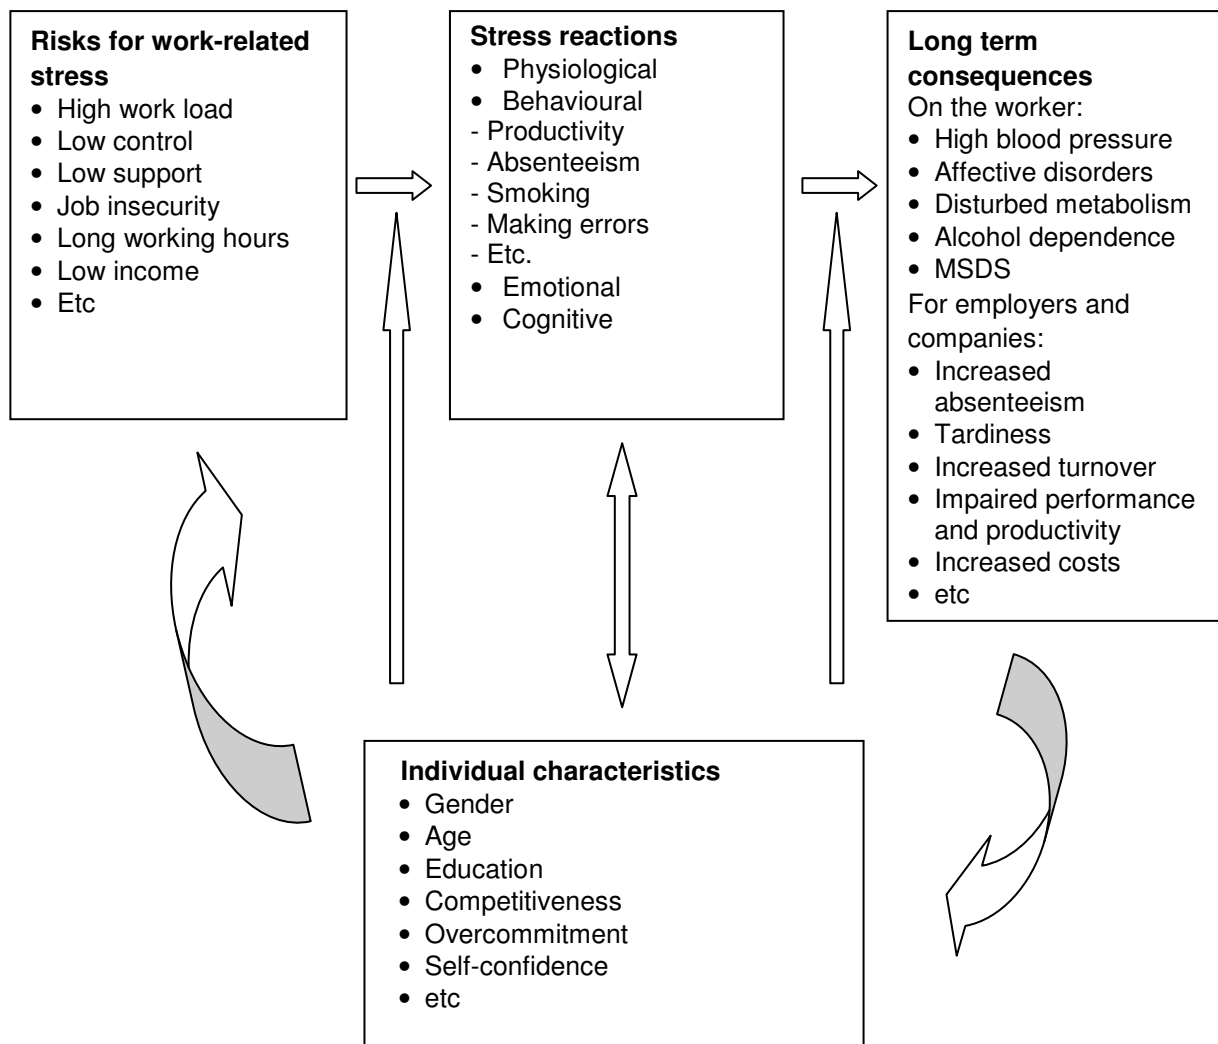 Risks for work-related
stress
• High work load
• Low control
• Low support
• Job insecurity
• Long working hours
• Low income
• Etc
Stress reactions
• Physiological
• Behavioural
- Productivity
- Absenteeism
- Smoking
- Making errors
- Etc.
• Emotional
• Cognitive
Long term
consequences
On the worker:
• High blood pressure
• Affective disorders
• Disturbed metabolism
• Alcohol dependence
• MSDS
For employers and
companies:
• Increased
absenteeism
• Tardiness
• Increased turnover
• Impaired performance
and productivity
• Increased costs
• etc
Individual characteristics
• Gender
• Age
• Education
• Competitiveness
• Overcommitment
• Self-confidence
• etc